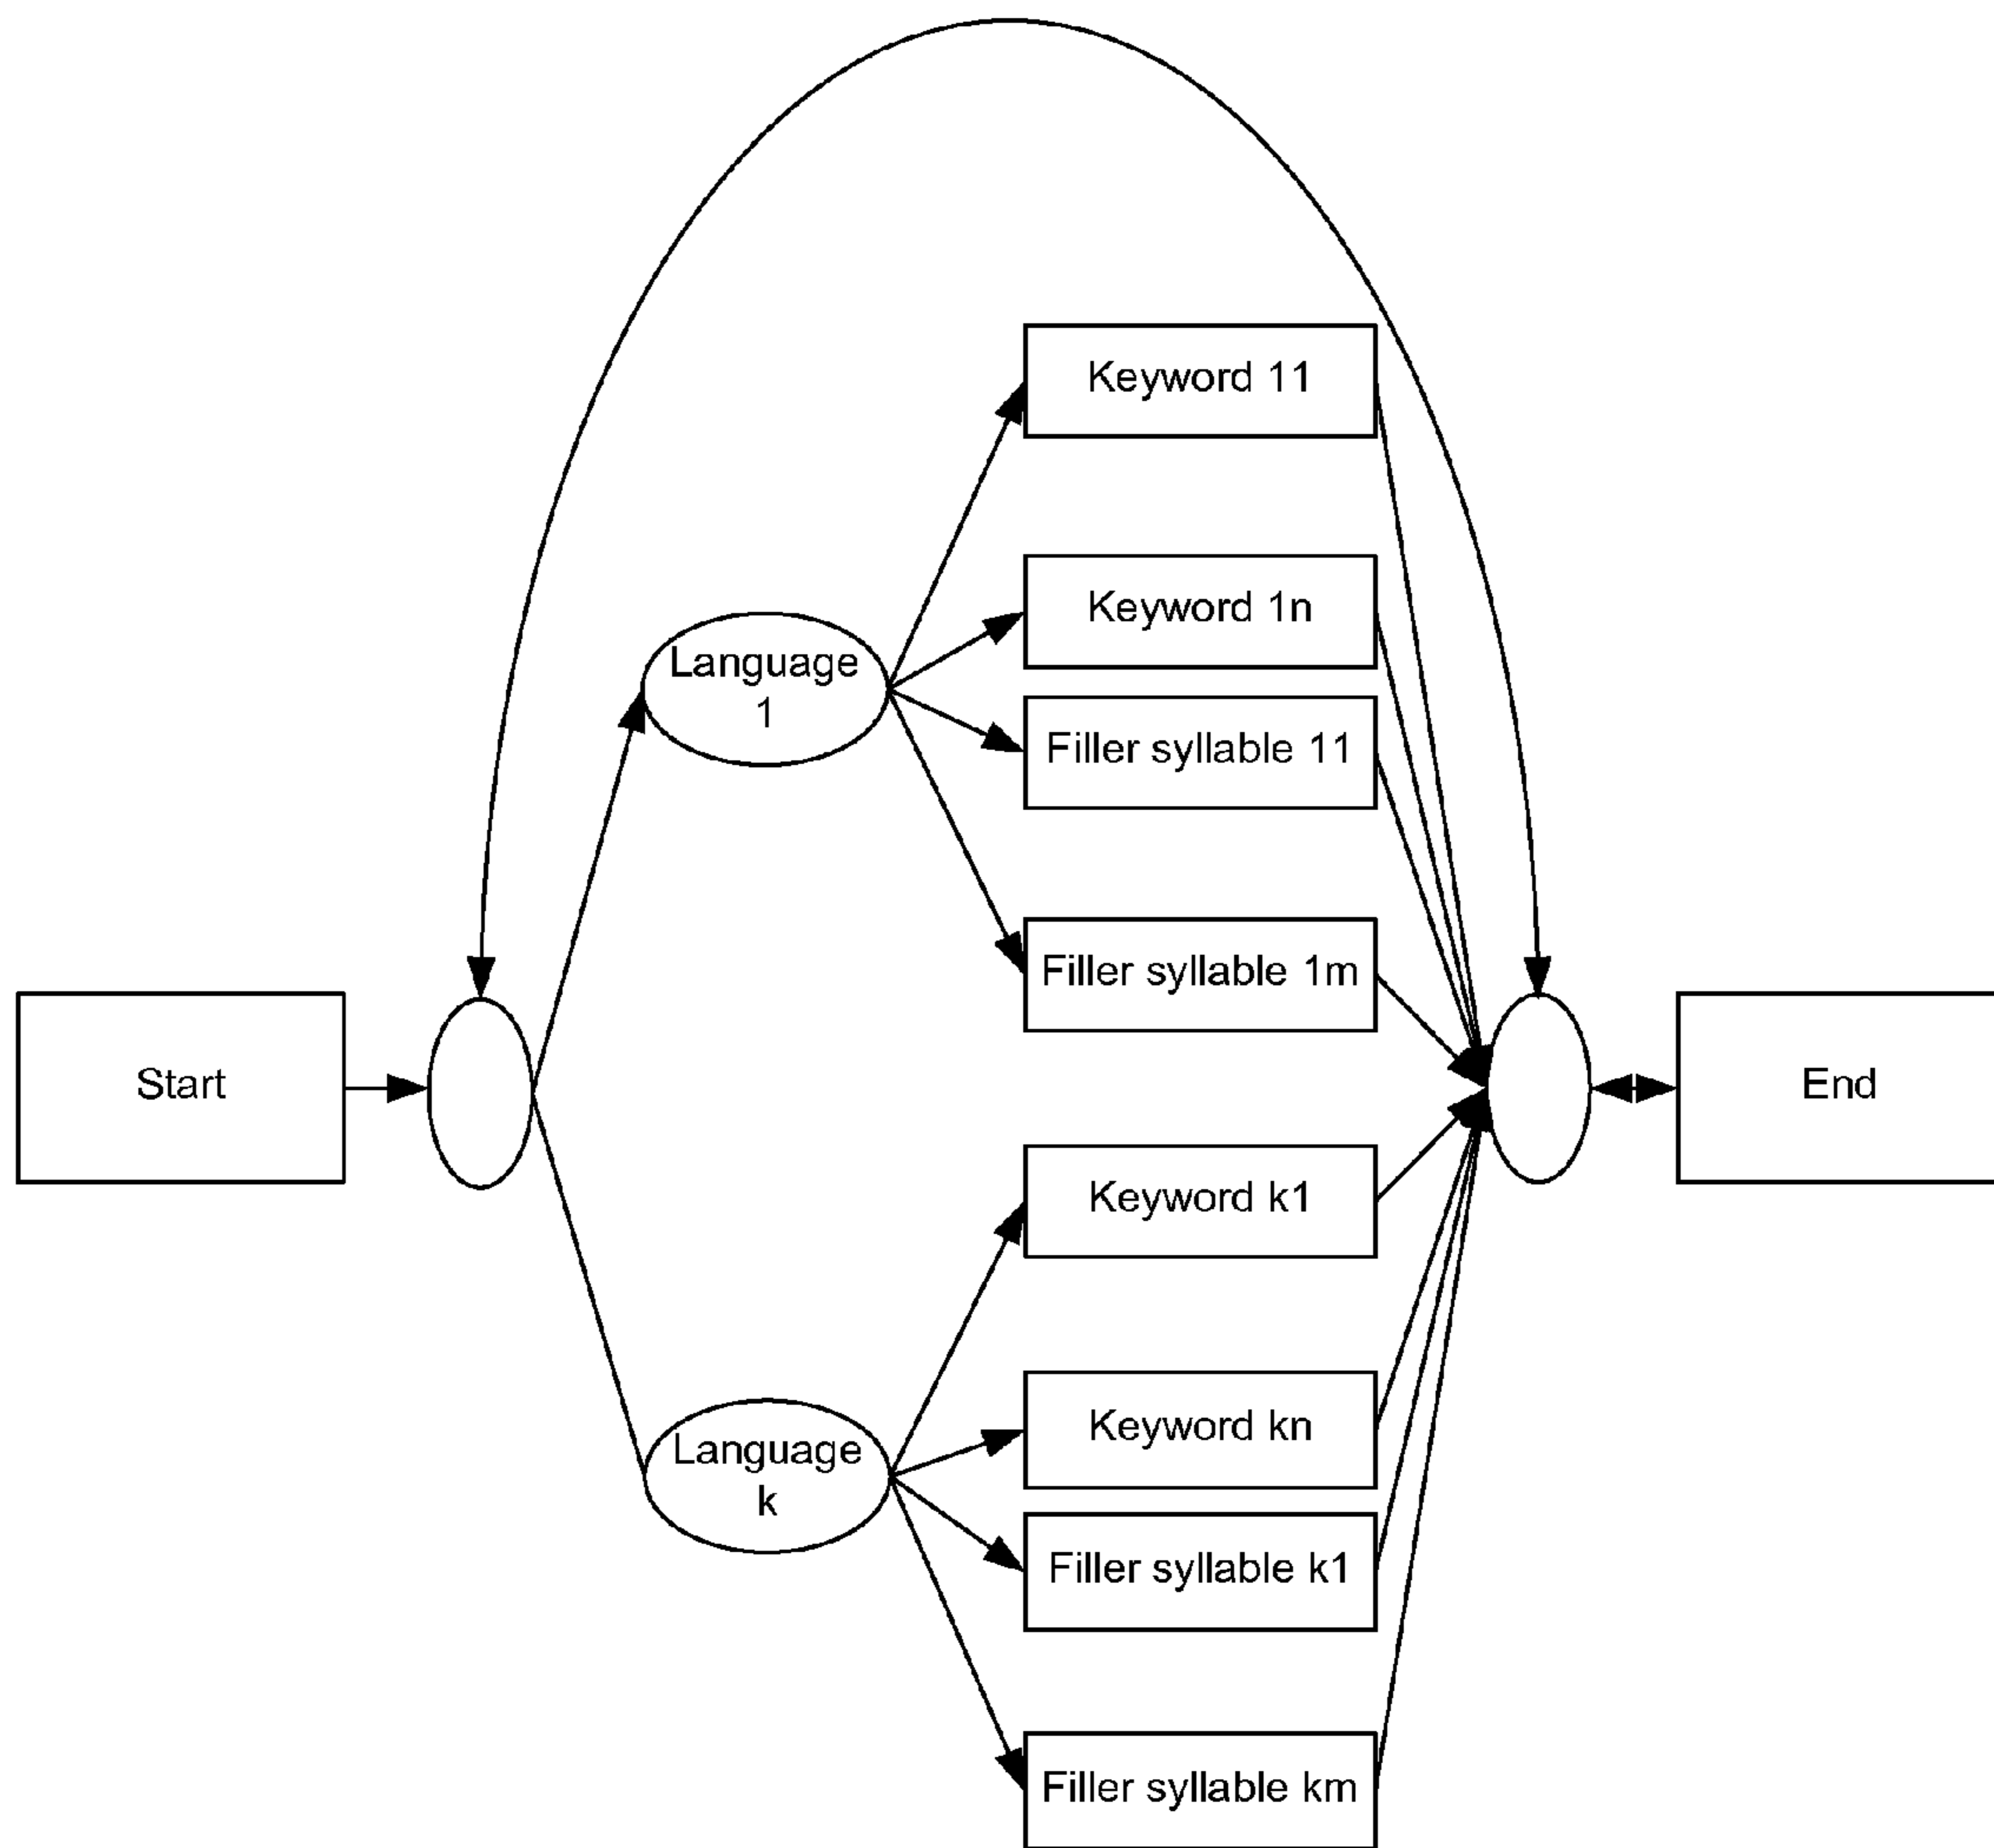 Keyword 11
Keyword 1n
Language
1
Filler syllable 11
Filler syllable 1m
Start
End
Keyword k1
Keyword kn
Language
k
Filler syllable k1
Filler syllable km